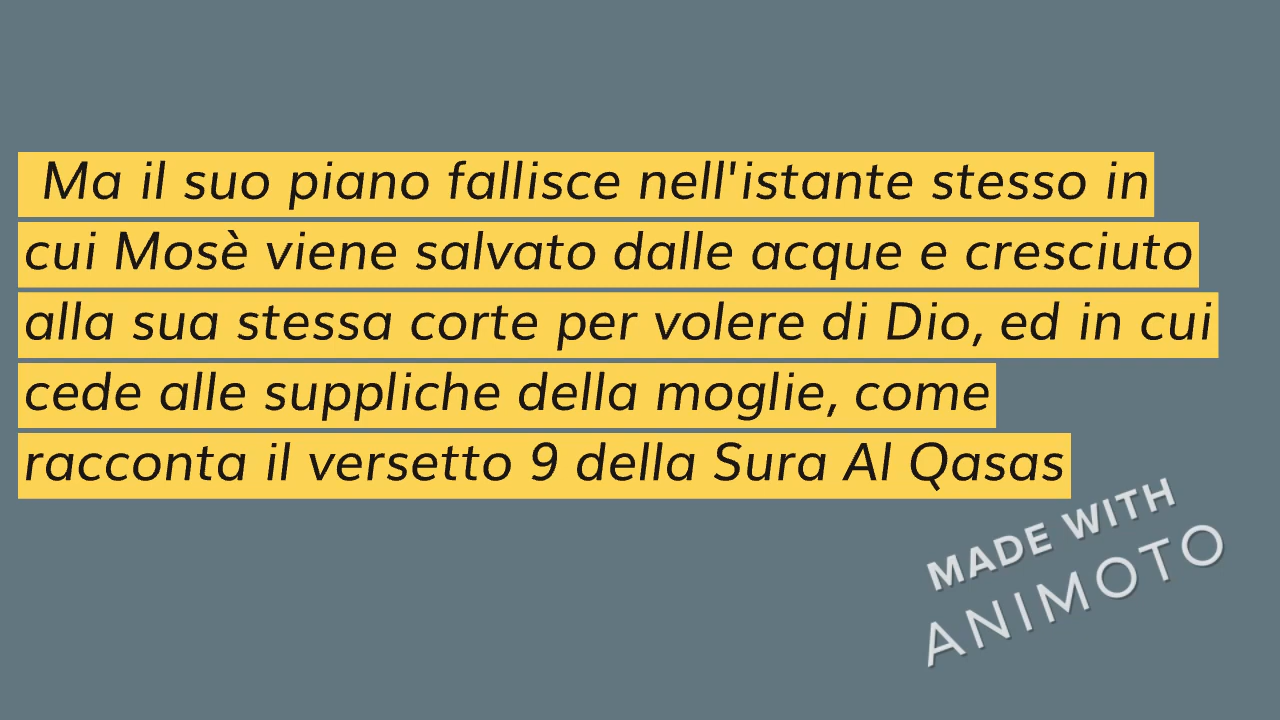 Ma il suo piano fallisce nell'istante stesso in
cui Mosè viene salvato dalle acque e cresciuto
alla sua stessa corte per volere di Dio, ed in cui
cede alle suppliche della moglie, come
racconta il versetto 9 della Sura Al Qasas
MADE WITH
ANIMOTO